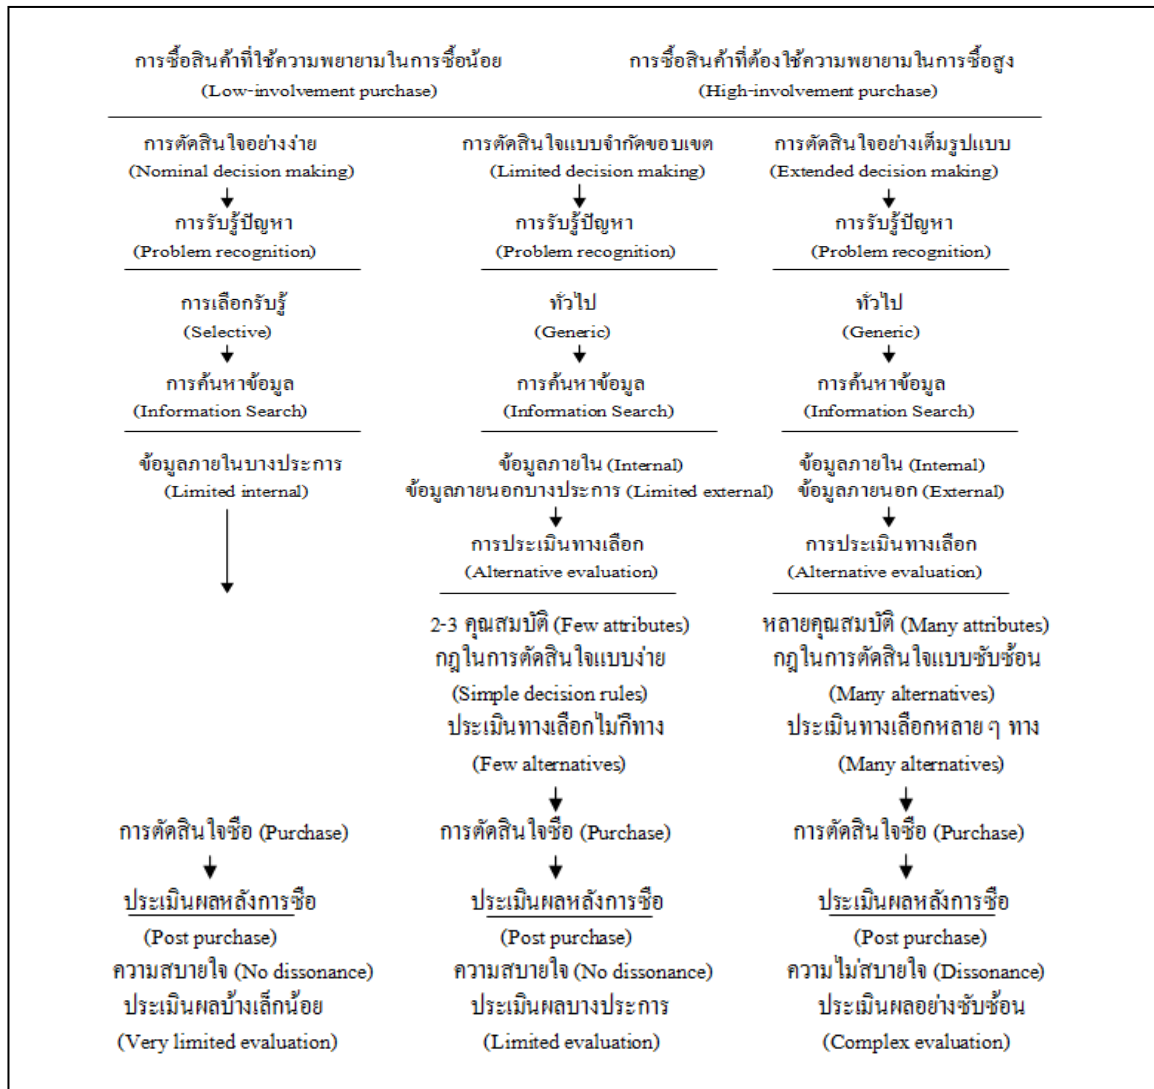 การซื้อสินค้าที่ใช้ความพยายามในการซื้อน้อย การซื้อสินค้าที่ต้องใช้ความพยายามในการซื้อสูง
(Low-involvement purchase) (High-involvement purchase)
การตัดสินใจอย่างง่าย การตัดสินใจแบบจำกัดขอบเขต การตัดสินใจอย่างเต็มรูปแบบ
(Nominal decision making) (Limited decision making) (Extended decision making)
การรับรู้ปัญหา การรับรู้ปัญหา การรับรู้ปัญหา
(Problem recognition) (Problem recognition) (Problem recognition)
การเลือกรับรู้ ทั่วไป ทั่วไป
(Selective) (Generic) (Generic)
การค้นหาข้อมูล การค้นหาข้อมูล การค้นหาข้อมูล
(Information Search) (Information Search) (Information Search)
ข้อมูลภายในบางประการ ข้อมูลภายใน (Internal) ข้อมูลภายใน (Internal)
(Limited internal) ข้อมูลภายนอกบางประการ (Limited external) ข้อมูลภายนอก (External)
การประเมินทางเลือก การประเมินทางเลือก
(Alternative evaluation) (Alternative evaluation)
2-3 คุณสมบัติ (Few attributes) หลายคุณสมบัติ (Many attributes)
กฎในการตัดสินใจแบบง่าย กฎในการตัดสินใจแบบซับซ้อน
(Simple decision rules) (Many alternatives)
ประเมินทางเลือกไม่กี่ทาง ประเมินทางเลือกหลาย ๆ ทาง
(Few alternatives) (Many alternatives)
การตัดสินใจซื้อ (Purchase) การตัดสินใจซื้อ (Purchase) การตัดสินใจซื้อ (Purchase)
ประเมินผลหลังการซื้อ ประเมินผลหลังการซื้อ ประเมินผลหลังการซื้อ
(Post purchase) (Post purchase) (Post purchase)
ความสบายใจ (No dissonance) ความสบายใจ (No dissonance) ความไม่สบายใจ (Dissonance)
ประเมินผลบ้างเล็กน้อย ประเมินผลบางประการ ประเมินผลอย่างซับซ้อน
(Very limited evaluation) (Limited evaluation) (Complex evaluation)